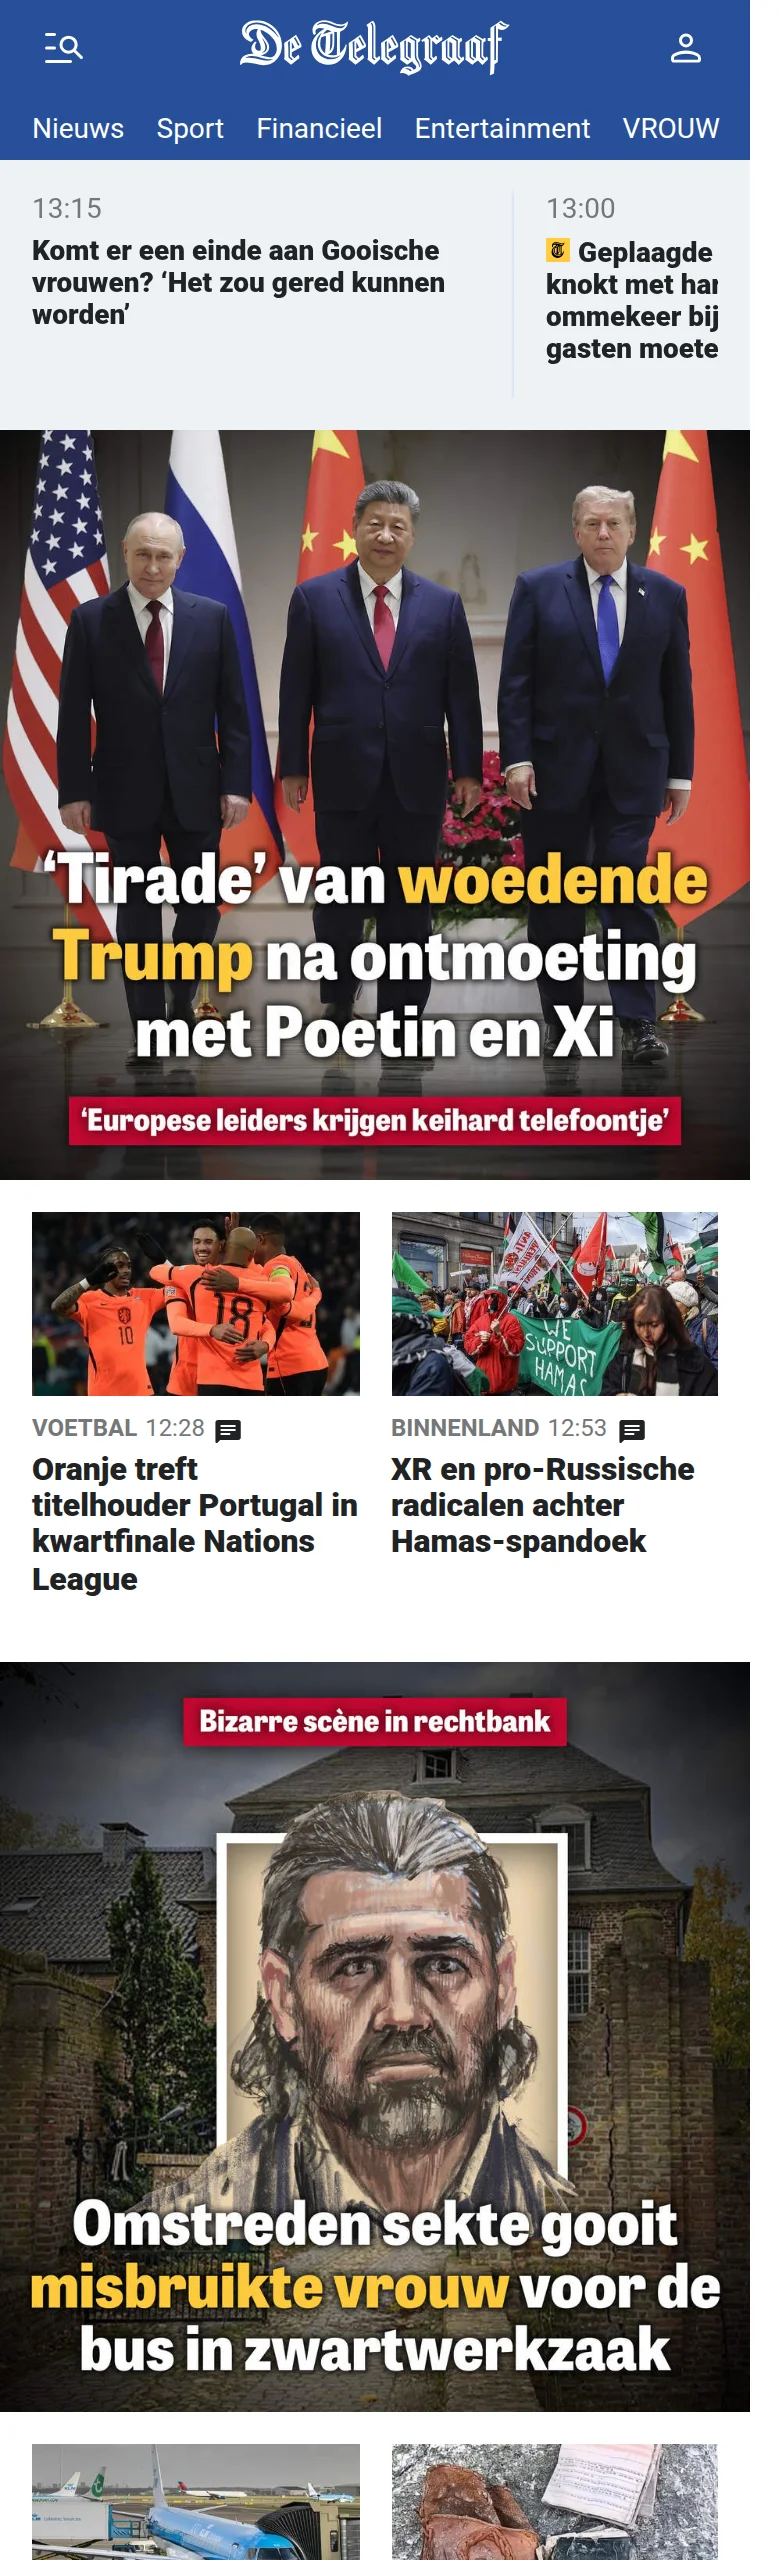 De Telegraaf
Nieuws Sport Financieel Entertainment VROUW
13:15
Komt er een einde aan Gooische
vrouwen? ‘Het zou gered kunnen
worden’
13:00
Geplaagde
knokt met har
ommekeer bij
gasten moete
‘Tirade’ van woedende
Trump na ontmoeting
met Poetin en Xi
‘Europese leiders krijgen keihard telefoontje’
10
18
VOETBAL 12:28
Oranje treft
titelhouder Portugal in
kwartfinale Nations
League
WE
SUPPORT
HAMAS
BINNENLAND 12:53
XR en pro-Russische
radicalen achter
Hamas-spandoek
Bizarre scène in rechtbank
Omstreden sekte gooit
misbruikte vrouw voor de
bus in zwartwerkzaak